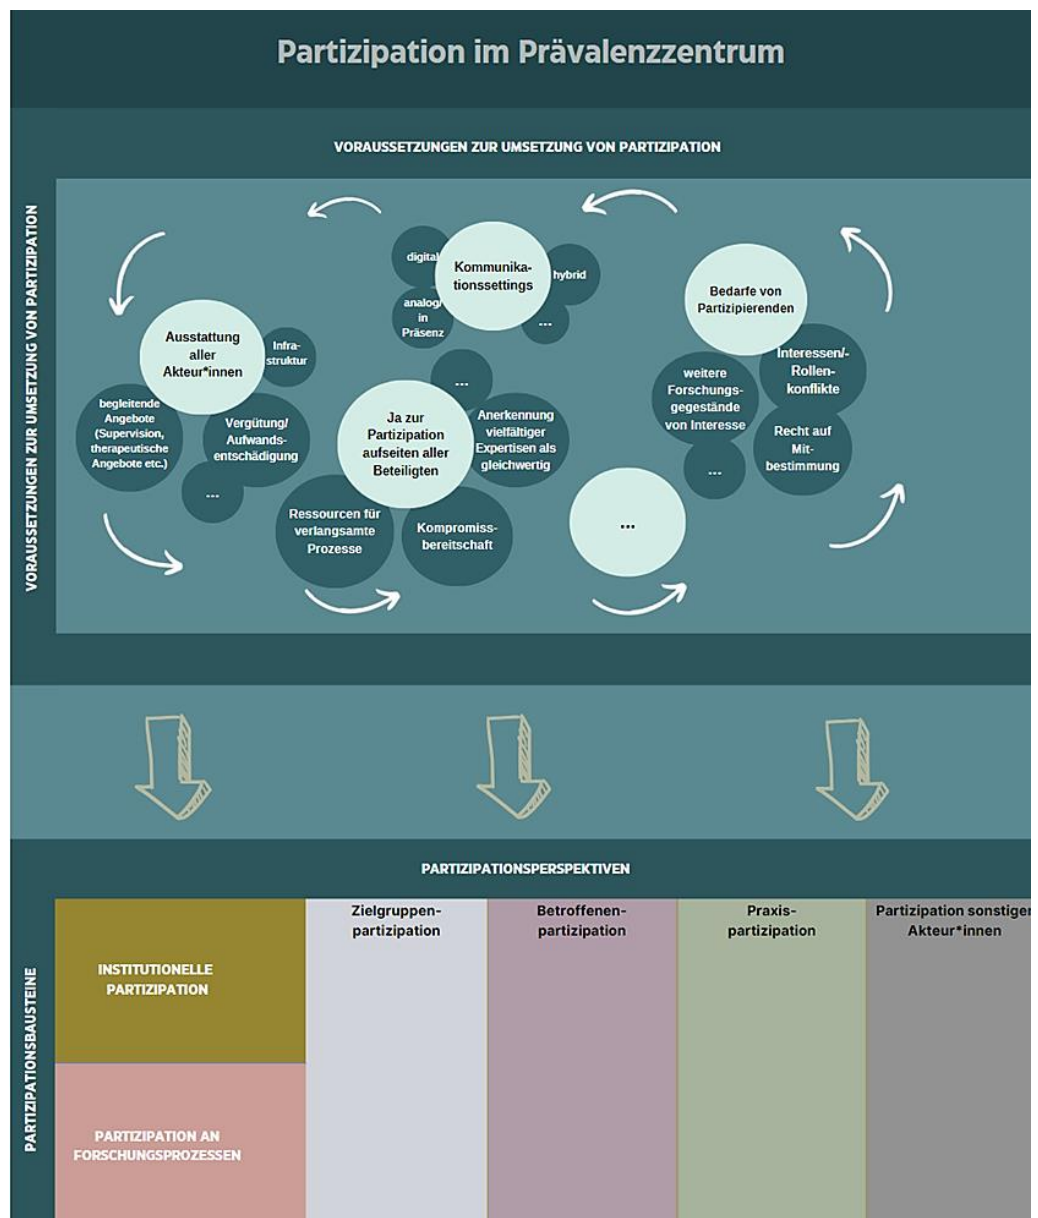 Partizipation im Prävalenzzentrum
VORAUSSETZUNGEN ZUR UMSETZUNG VON PARTIZIPATION
VORAUSSETZUNGEN ZUR UMSETZUNG VON PARTIZIPATION
Ausstattung
aller
Akteur*innen
Infra-
struktur
begleitende
Angebote
(Supervision,
therapeutische
Angebote etc.)
Vergütung/
Aufwands-
entschädigung
...
digital
Kommunika-
tionssettings
hybrid
analog/
in
Präsenz
...
...
Ja zur
Partizipation
aufseiten aller
Beteiligten
Anerkennung
vielfältiger
Expertisen als
gleichwertig
Ressourcen für
verlangsamte
Prozesse
Kompromiss-
bereitschaft
...
Bedarfe von
Partizipierenden
Interessen/-
Rollen-
konflikte
weitere
Forschungs-
gegestände
von Interesse
Recht auf
Mit-
bestimmung
...
PARTIZIPATIONSPERSPEKTIVEN
PARTIZIPATIONSBAUSTEINE
Zielgruppen-
partizipation
Betroffenen-
partizipation
Praxis-
partizipation
Partizipation sonstiger
Akteur*innen
INSTITUTIONELLE
PARTIZIPATION
PARTIZIPATION AN
FORSCHUNGSPROZESSEN